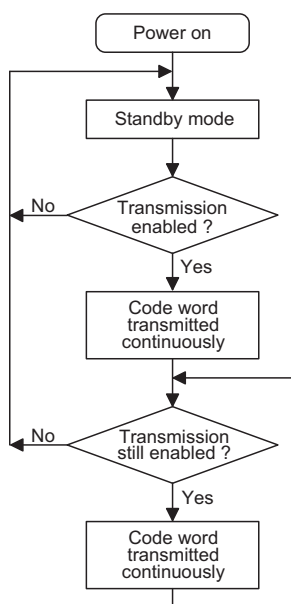 Power on
Standby mode
Transmission
enabled ?
No
Yes
Code word
transmitted
continuously
Transmission
still enabled ?
No
Yes
Code word
transmitted
continuously